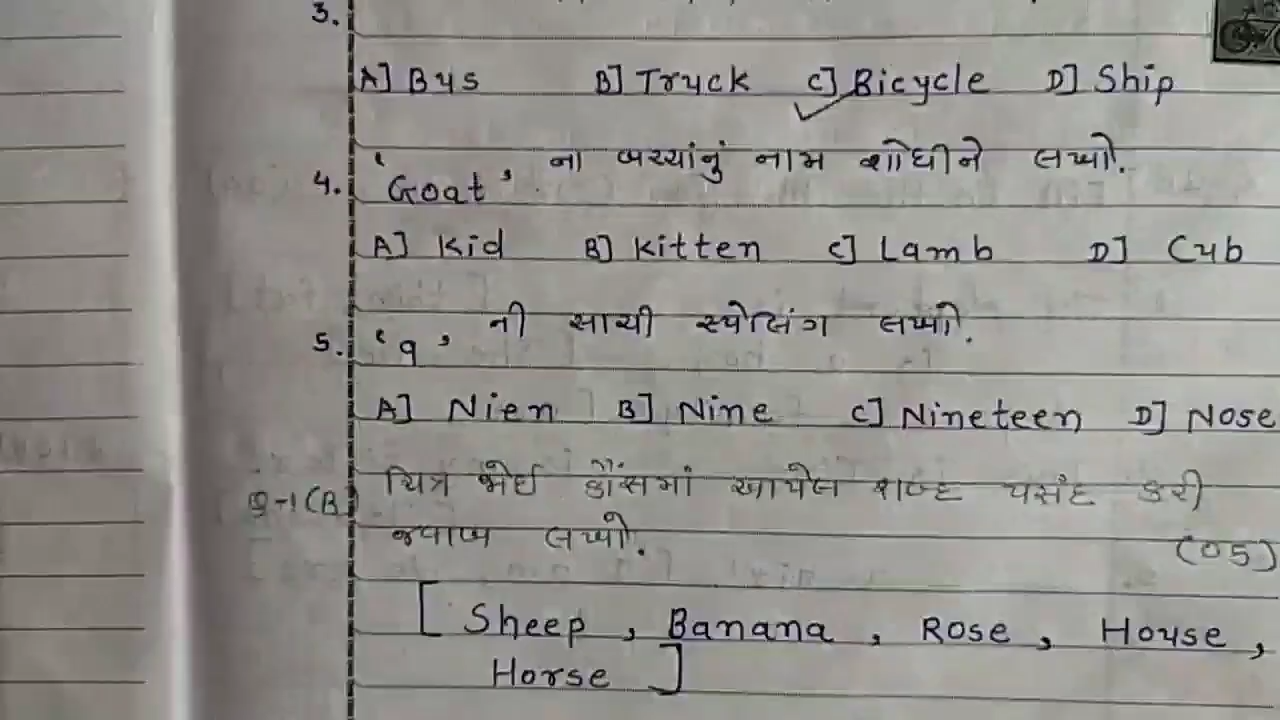 3.
A] Bus B] Truck C] Bicycle D] Ship
4. 'Goat' ના બચ્ચાંનું નામ શોધીને લખો.
A] Kid B] Kitten C] Lamb D] Cub
5. '9' ની સાચી સ્પેલિંગ લખો.
A] Nien B] Nine C] Nineteen D] Nose
Q-1(B) ચિત્ર જોઈ કૌંસમાં આપેલ શબ્દ પસંદ કરી
જવાબ લખો. (05)
[ Sheep , Banana , Rose , House ,
Horse ]